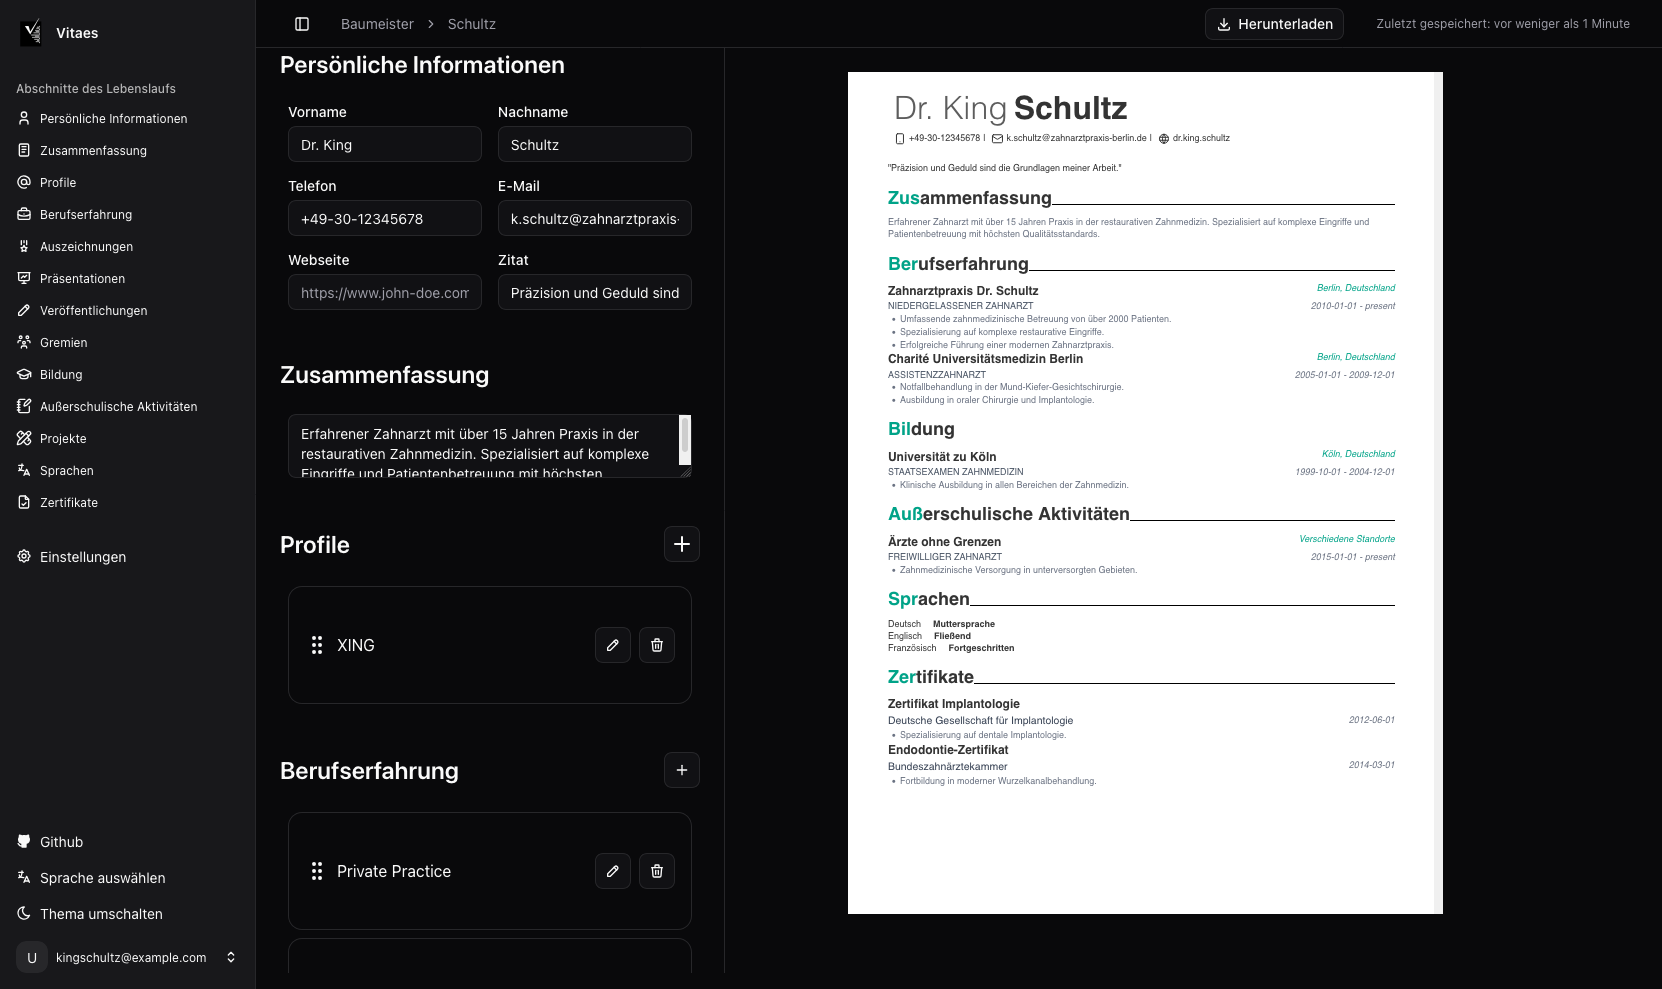 Vitaes
Abschnitte des Lebenslaufs
Persönliche Informationen
Zusammenfassung
Profile
Berufserfahrung
Auszeichnungen
Präsentationen
Veröffentlichungen
Gremien
Bildung
Außerschulische Aktivitäten
Projekte
Sprachen
Zertifikate
Einstellungen
Github
Sprache auswählen
Thema umschalten
U kingschultz@example.com
Baumeister > Schultz
Herunterladen
Zuletzt gespeichert: vor weniger als 1 Minute
Persönliche Informationen
Vorname Nachname
Dr. King Schultz
Telefon E-Mail
+49-30-12345678 k.schultz@zahnarztpraxis-
Webseite Zitat
https://www.john-doe.com Präzision und Geduld sind
Zusammenfassung
Erfahrener Zahnarzt mit über 15 Jahren Praxis in der
restaurativen Zahnmedizin. Spezialisiert auf komplexe
Eingriffe und Patientenbetreuung mit höchsten
Profile
XING
Berufserfahrung
Private Practice
Dr. King Schultz
+49-30-12345678 | k.schultz@zahnarztpraxis-berlin.de | dr.king.schultz
"Präzision und Geduld sind die Grundlagen meiner Arbeit."
Zusammenfassung
Erfahrener Zahnarzt mit über 15 Jahren Praxis in der restaurativen Zahnmedizin. Spezialisiert auf komplexe Eingriffe und
Patientenbetreuung mit höchsten Qualitätsstandards.
Berufserfahrung
Zahnarztpraxis Dr. Schultz Berlin, Deutschland
NIEDERGELASSENER ZAHNARZT 2010-01-01 - present
• Umfassende zahnmedizinische Betreuung von über 2000 Patienten.
• Spezialisierung auf komplexe restaurative Eingriffe.
• Erfolgreiche Führung einer modernen Zahnarztpraxis.
Charité Universitätsmedizin Berlin Berlin, Deutschland
ASSISTENZZAHNARZT 2005-01-01 - 2009-12-01
• Notfallbehandlung in der Mund-Kiefer-Gesichtschirurgie.
• Ausbildung in oraler Chirurgie und Implantologie.
Bildung
Universität zu Köln Köln, Deutschland
STAATSEXAMEN ZAHNMEDIZIN 1999-10-01 - 2004-12-01
• Klinische Ausbildung in allen Bereichen der Zahnmedizin.
Außerschulische Aktivitäten
Ärzte ohne Grenzen Verschiedene Standorte
FREIWILLIGER ZAHNARZT 2015-01-01 - present
• Zahnmedizinische Versorgung in unterversorgten Gebieten.
Sprachen
Deutsch Muttersprache
Englisch Fließend
Französisch Fortgeschritten
Zertifikate
Zertifikat Implantologie
Deutsche Gesellschaft für Implantologie 2012-06-01
• Spezialisierung auf dentale Implantologie.
Endodontie-Zertifikat
Bundeszahnärztekammer 2014-03-01
• Fortbildung in moderner Wurzelkanalbehandlung.